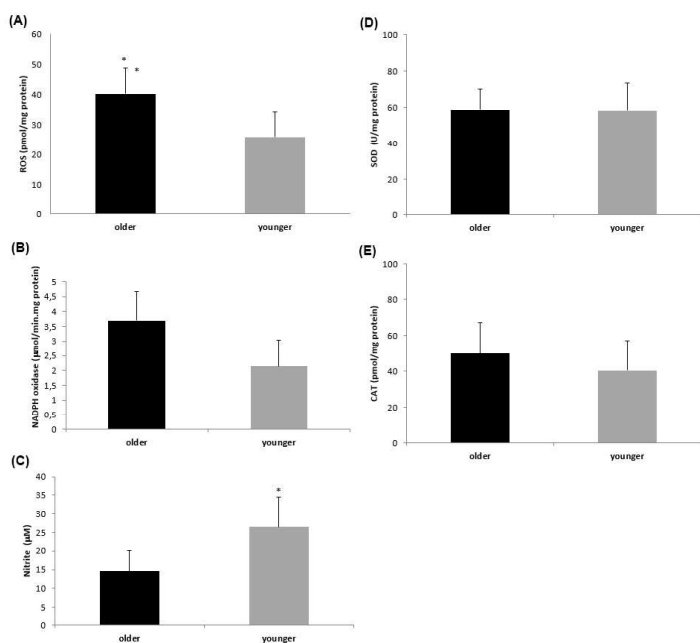 (A)
60
50
40
30
20
10
0
ROS (pmol/mg protein)
*
*
older younger
(B)
5
4,5
4
3,5
3
2,5
2
1,5
1
0,5
0
NADPH oxidase (µmol/min.mg protein)
older younger
(C)
40
35
30
25
20
15
10
5
0
Nitrite (µM)
*
older younger
(D)
100
80
60
40
20
0
SOD iU/mg protein)
older younger
(E)
100
80
60
40
20
0
CAT (pmol/mg protein)
older younger